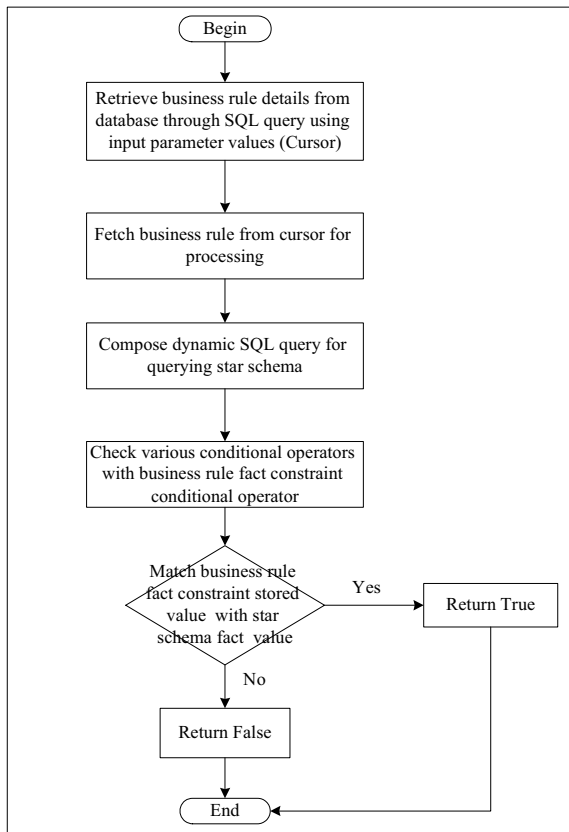 Begin
Retrieve business rule details from
database through SQL query using
input parameter values (Cursor)
Fetch business rule from cursor for
processing
Compose dynamic SQL query for
querying star schema
Check various conditional operators
with business rule fact constraint
conditional operator
Match business rule
fact constraint stored
value with star
schema fact value
Yes
Return True
No
Return False
End